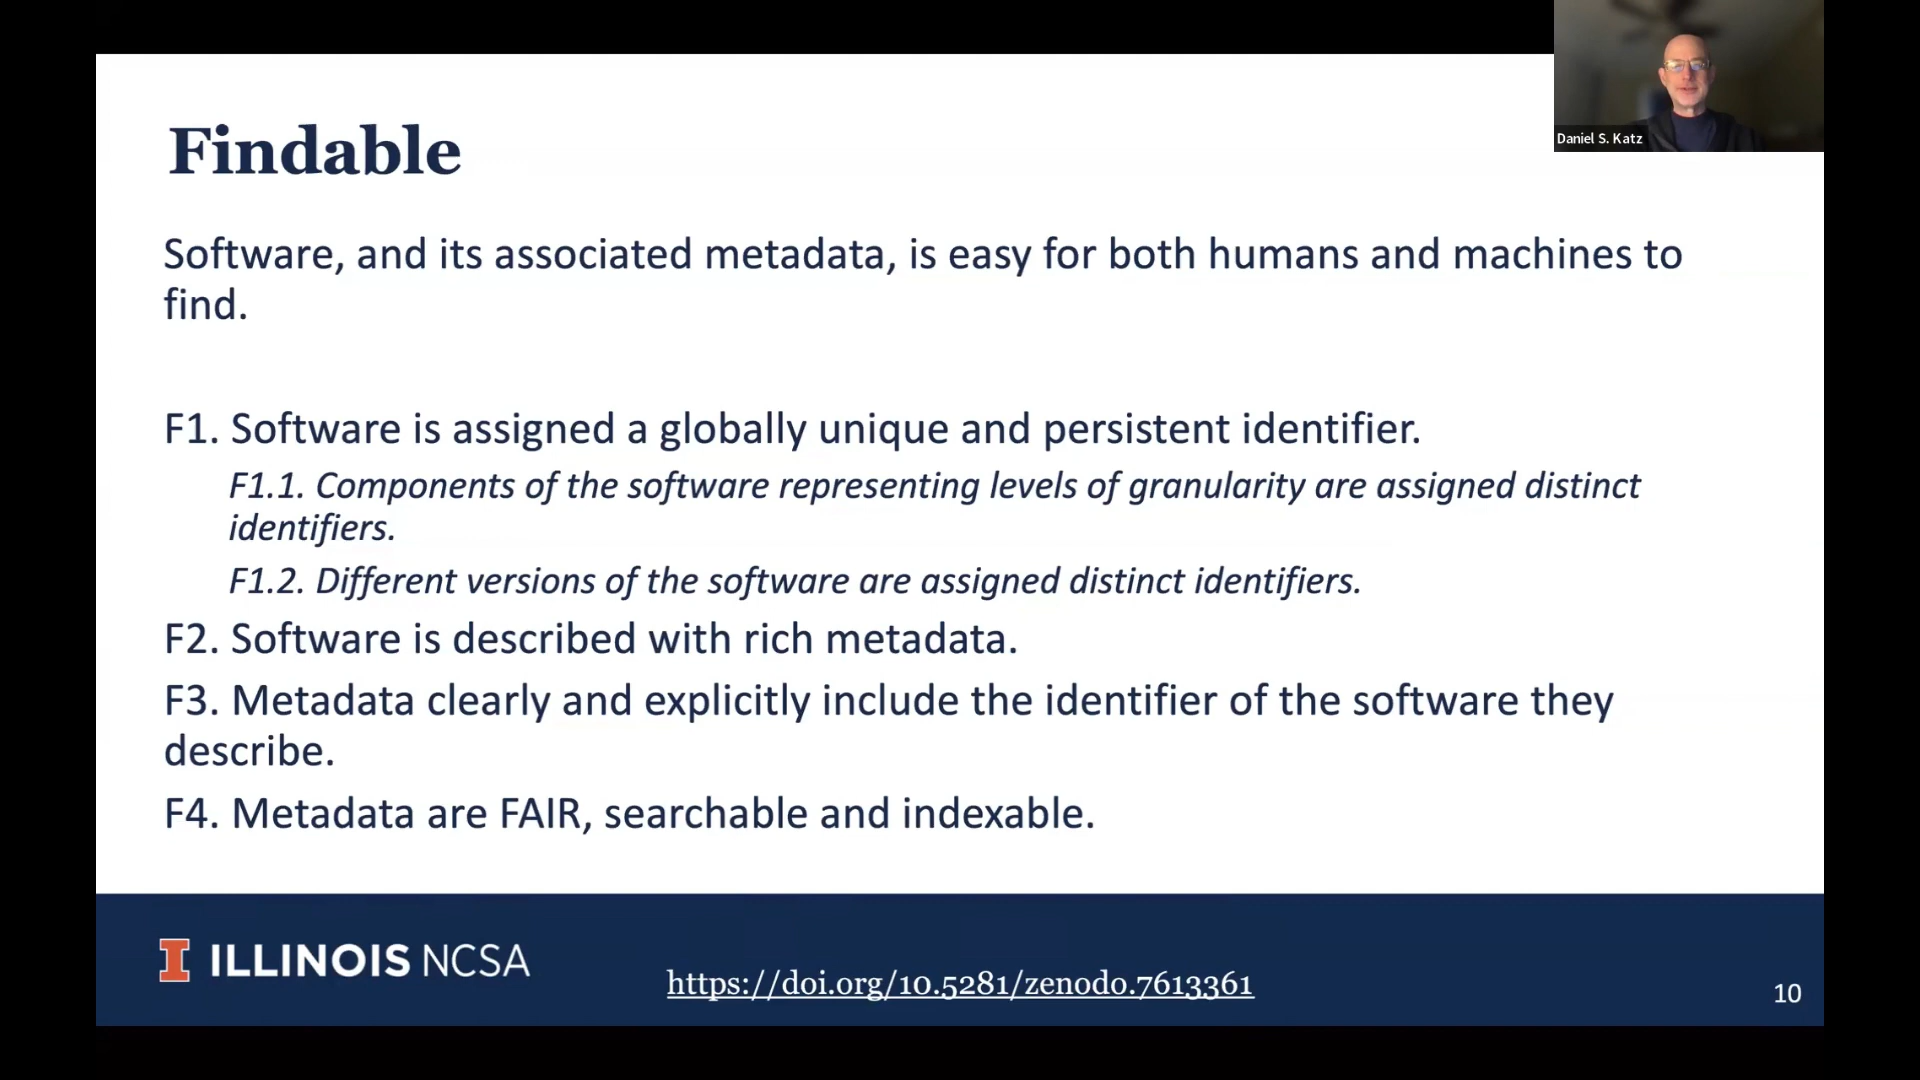 Daniel S. Katz
Findable
Software, and its associated metadata, is easy for both humans and machines to
find.
F1. Software is assigned a globally unique and persistent identifier.
F1.1. Components of the software representing levels of granularity are assigned distinct
identifiers.
F1.2. Different versions of the software are assigned distinct identifiers.
F2. Software is described with rich metadata.
F3. Metadata clearly and explicitly include the identifier of the software they
describe.
F4. Metadata are FAIR, searchable and indexable.
I ILLINOIS NCSA
https://doi.org/10.5281/zenodo.7613361
10